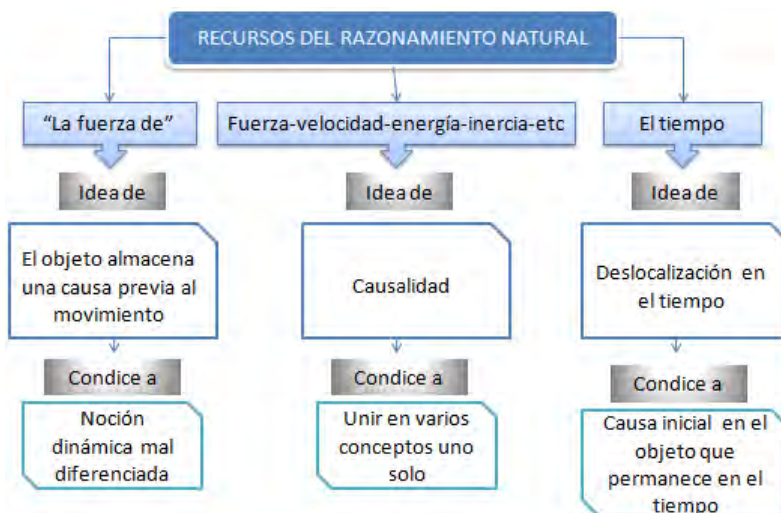 RECURSOS DEL RAZONAMIENTO NATURAL
“La fuerza de”
Idea de
El objeto almacena
una causa previa al
movimiento
Condice a
Noción
dinámica mal
diferenciada
Fuerza-velocidad-energía-inercia-etc
Idea de
Causalidad
Condice a
Unir en varios
conceptos uno
solo
El tiempo
Idea de
Deslocalización en
el tiempo
Condice a
Causa inicial en el
objeto que
permanece en el
tiempo